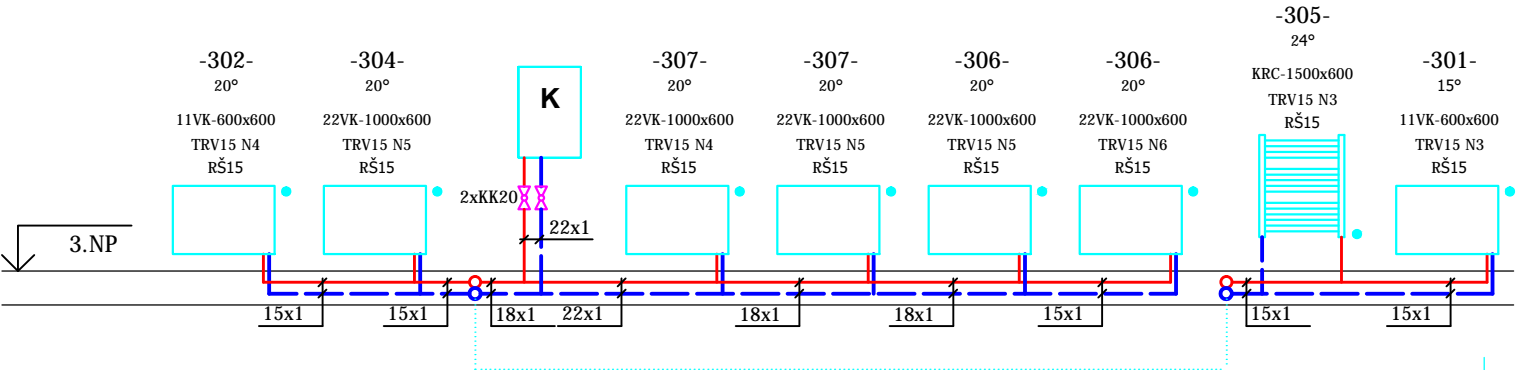 -302-
20°
11VK-600x600
TRV15 N4
RŠ15
-304-
20°
22VK-1000x600
TRV15 N5
RŠ15
K
2xKK20
22x1
-307-
20°
22VK-1000x600
TRV15 N4
RŠ15
-307-
20°
22VK-1000x600
TRV15 N5
RŠ15
-306-
20°
22VK-1000x600
TRV15 N5
RŠ15
-306-
20°
22VK-1000x600
TRV15 N6
RŠ15
-305-
24°
KRC-1500x600
TRV15 N3
RŠ15
-301-
15°
11VK-600x600
TRV15 N3
RŠ15
3.NP
15x1
15x1
18x1
22x1
18x1
18x1
15x1
15x1
15x1